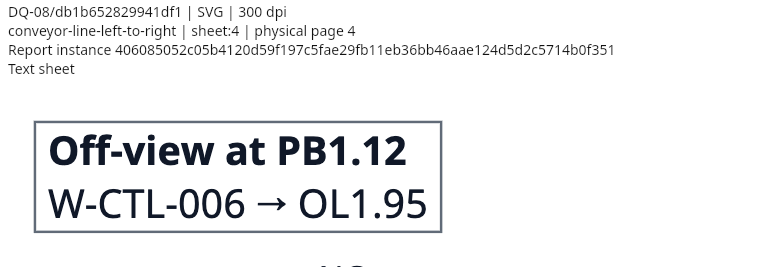 DQ-08/db1b652829941df1 | SVG | 300 dpi
conveyor-line-left-to-right | sheet:4 | physical page 4
Report instance 406085052c05b4120d59f197c5fae29fb11eb36bb46aae124d5d2c5714b0f351
Text sheet
Off-view at PB1.12
W-CTL-006 → OL1.95